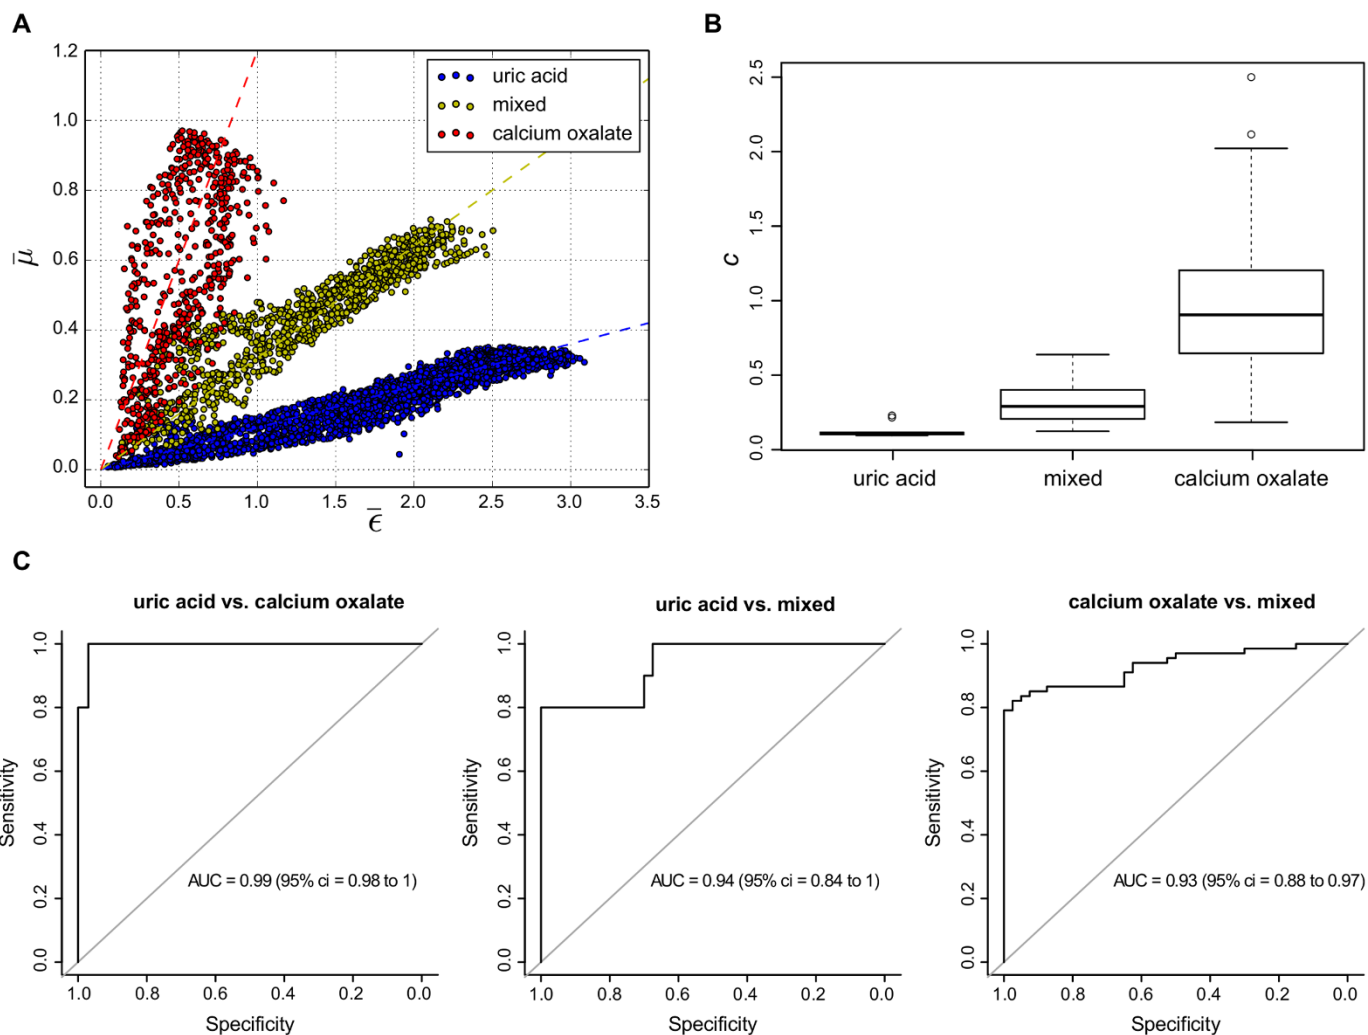 A
1.2
1.0
0.8
0.6
0.4
0.2
0.0
μ̄
0.0 0.5 1.0 1.5 2.0 2.5 3.0 3.5
ϵ̄
uric acid
mixed
calcium oxalate
B
2.5
2.0
1.5
1.0
0.5
0.0
c
uric acid mixed calcium oxalate
C
uric acid vs. calcium oxalate
1.0
0.8
0.6
0.4
0.2
0.0
Sensitivity
AUC = 0.99 (95% ci = 0.98 to 1)
1.0 0.8 0.6 0.4 0.2 0.0
Specificity
uric acid vs. mixed
1.0
0.8
0.6
0.4
0.2
0.0
Sensitivity
AUC = 0.94 (95% ci = 0.84 to 1)
1.0 0.8 0.6 0.4 0.2 0.0
Specificity
calcium oxalate vs. mixed
1.0
0.8
0.6
0.4
0.2
0.0
Sensitivity
AUC = 0.93 (95% ci = 0.88 to 0.97)
1.0 0.8 0.6 0.4 0.2 0.0
Specificity